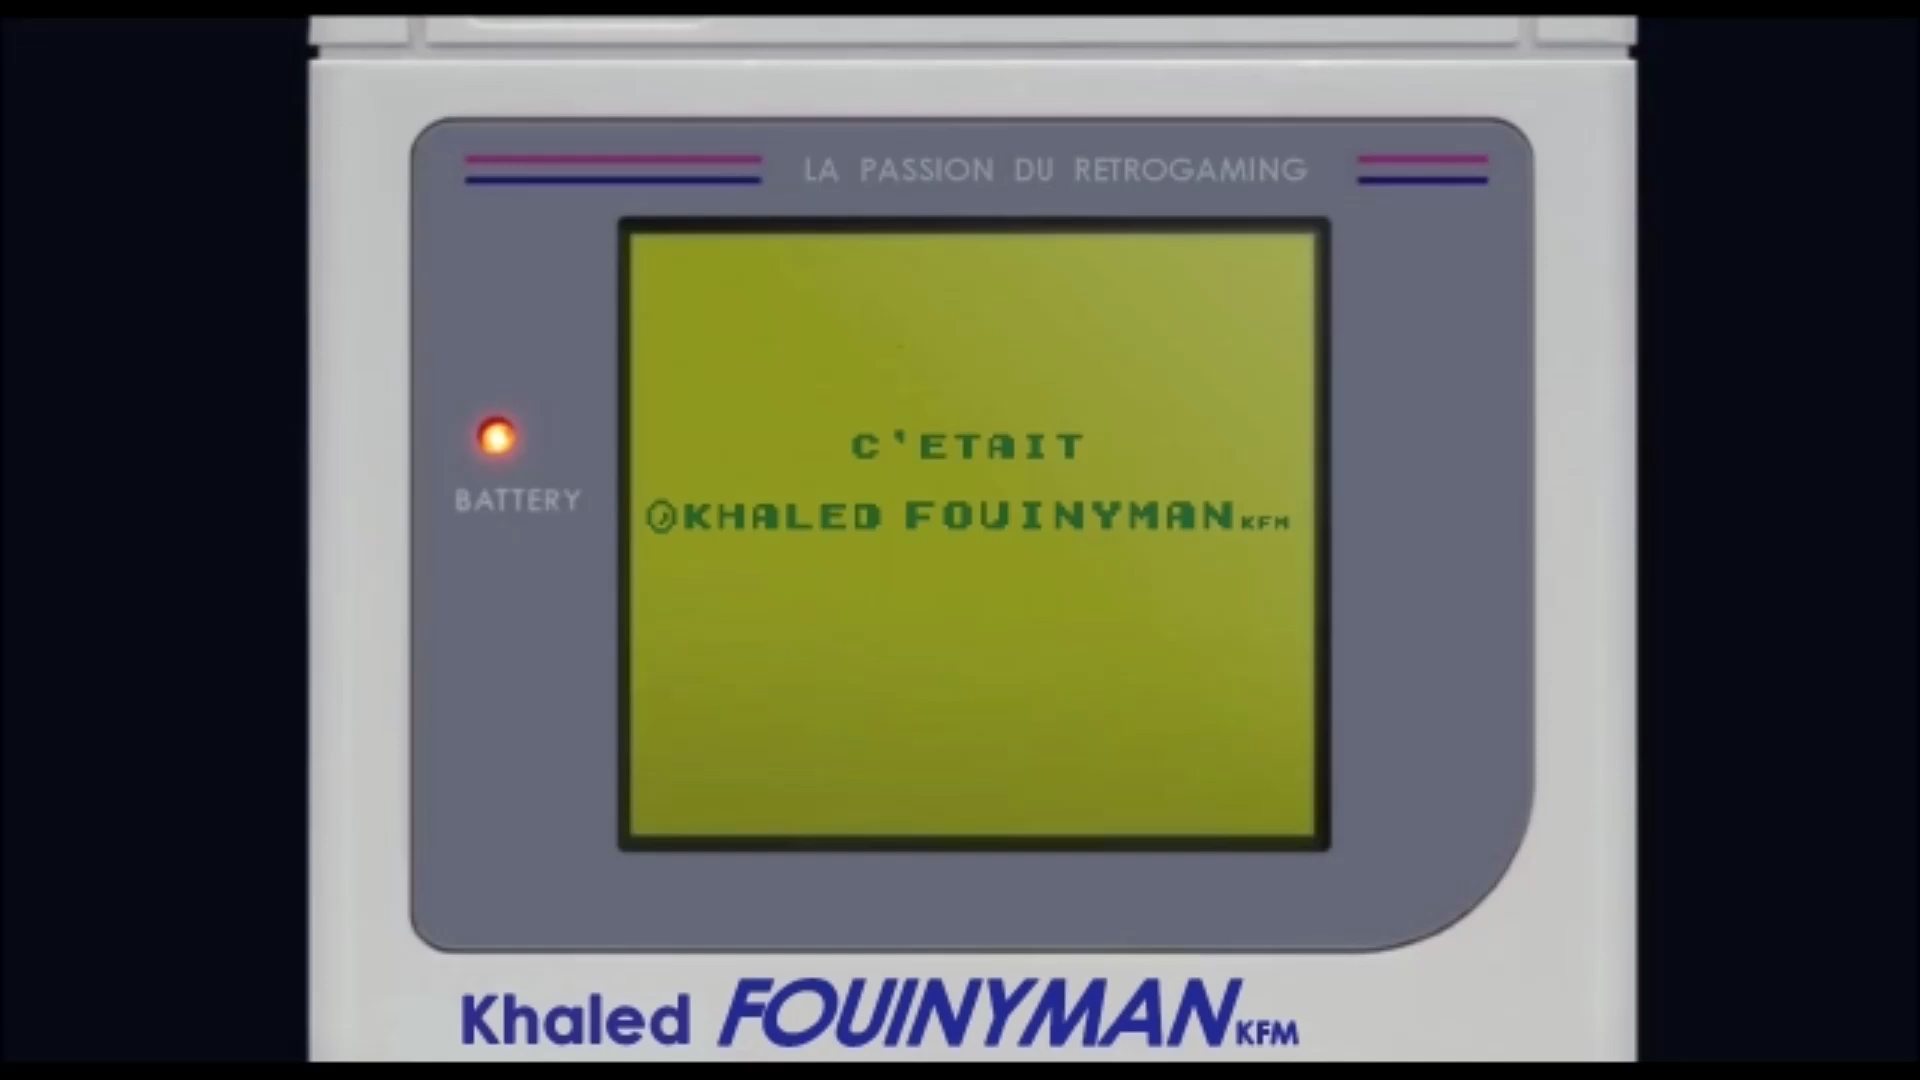 LA PASSION DU RETROGAMING
C'ETAIT
KHALED FOUINYMAN KFM
BATTERY
Khaled FOUINYMAN KFM